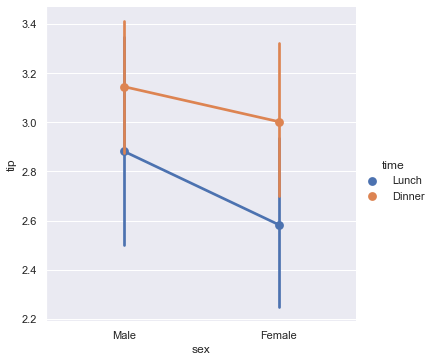 3.4
3.2
3.0
2.8
2.6
2.4
2.2
tip
Male
Female
sex
time
Lunch
Dinner